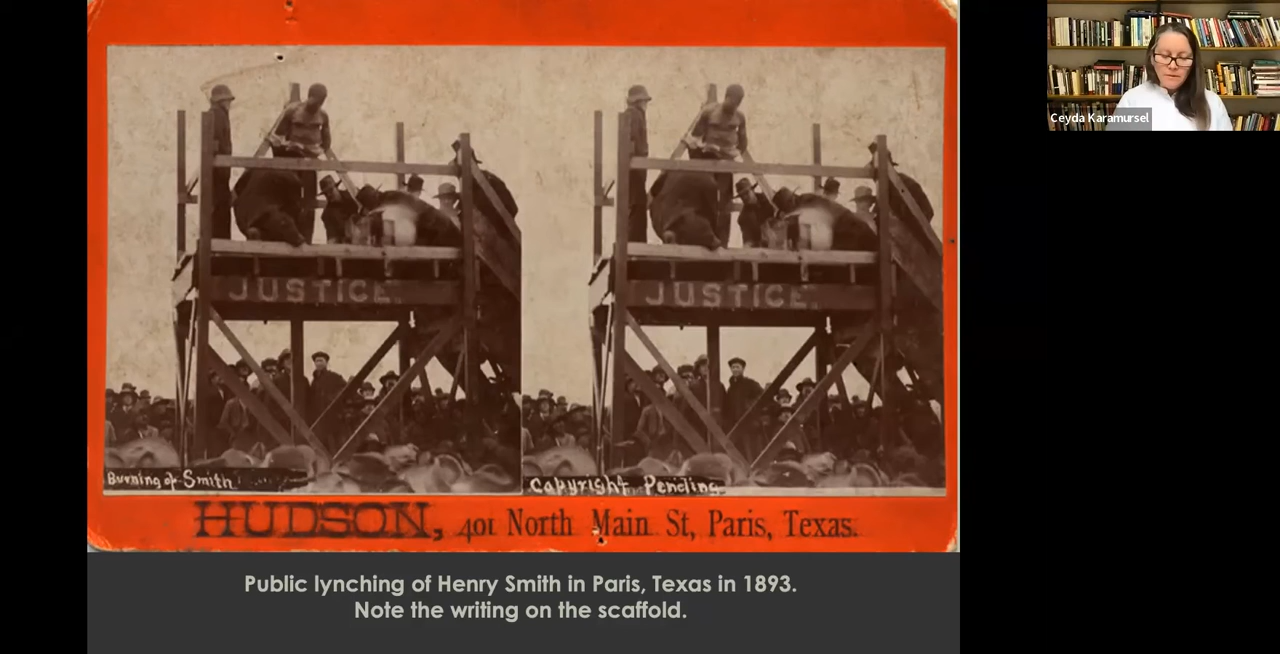 JUSTICE.
JUSTICE.
Burning of Smith
Copyright Pending
HUDSON, 401 North Main St, Paris, Texas.
Public lynching of Henry Smith in Paris, Texas in 1893.
Note the writing on the scaffold.
Ceyda Karamursel